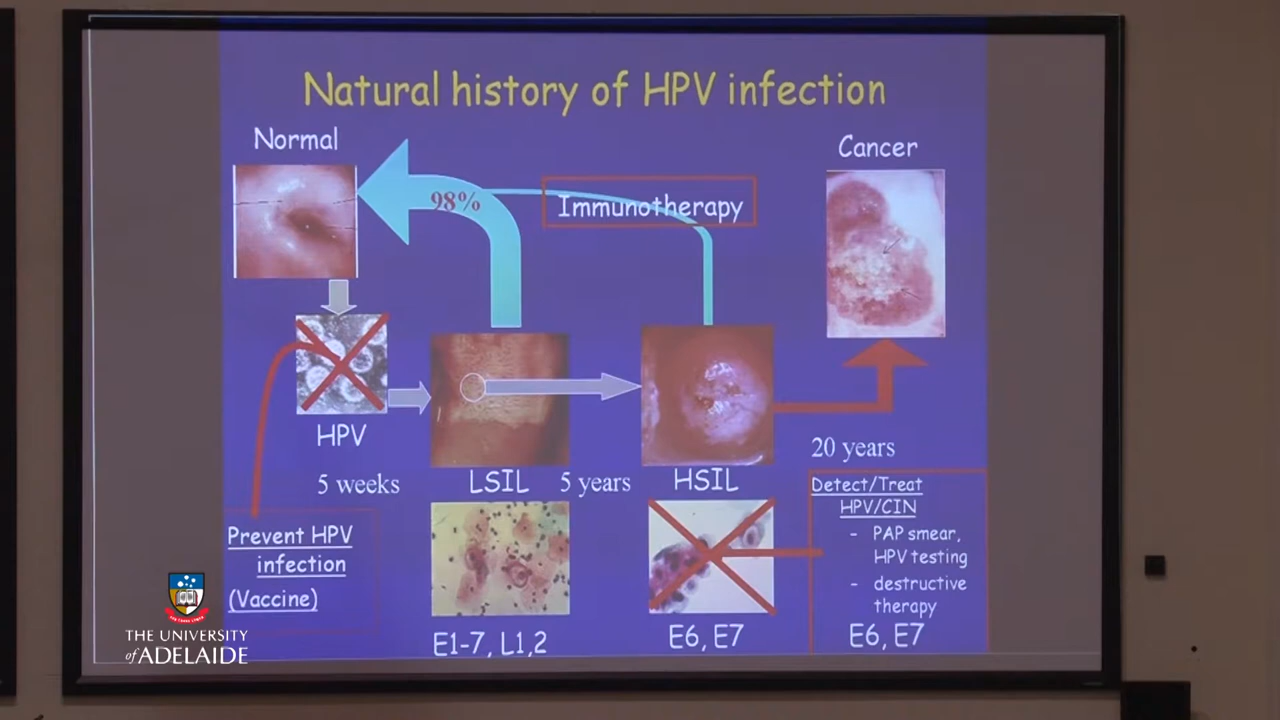 Natural history of HPV infection
Normal
Cancer
98%
Immunotherapy
HPV
5 weeks
LSIL
5 years
HSIL
20 years
Prevent HPV
infection
(Vaccine)
Detect/Treat
HPV/CIN
- PAP smear,
HPV testing
- destructive
therapy
E1-7, L1,2
E6, E7
E6, E7
THE UNIVERSITY
of ADELAIDE